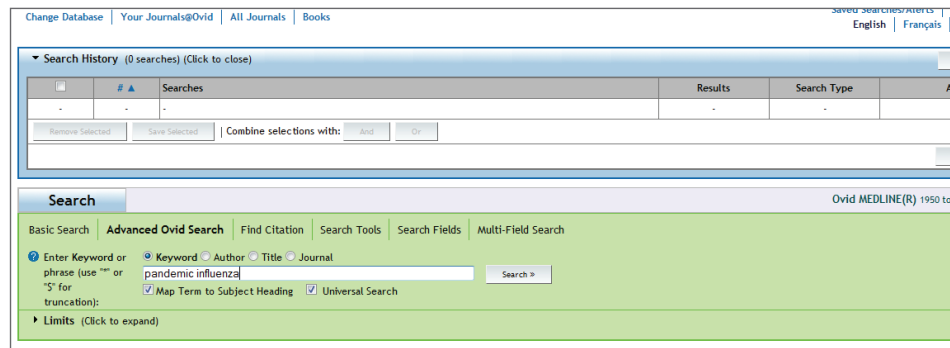 Change Database | Your Journals@Ovid | All Journals | Books
Saved Searches/Alerts
English | Français
Search History (0 searches) (Click to close)
# ▲ Searches Results Search Type A
- - - - -
Remove Selected Save Selected | Combine selections with: And Or
Search Ovid MEDLINE(R) 1950 to
Basic Search | Advanced Ovid Search | Find Citation | Search Tools | Search Fields | Multi-Field Search
Enter Keyword or Keyword Author Title Journal
phrase (use "*" or pandemic influenza Search »
"$" for Map Term to Subject Heading Universal Search
truncation):
Limits (Click to expand)